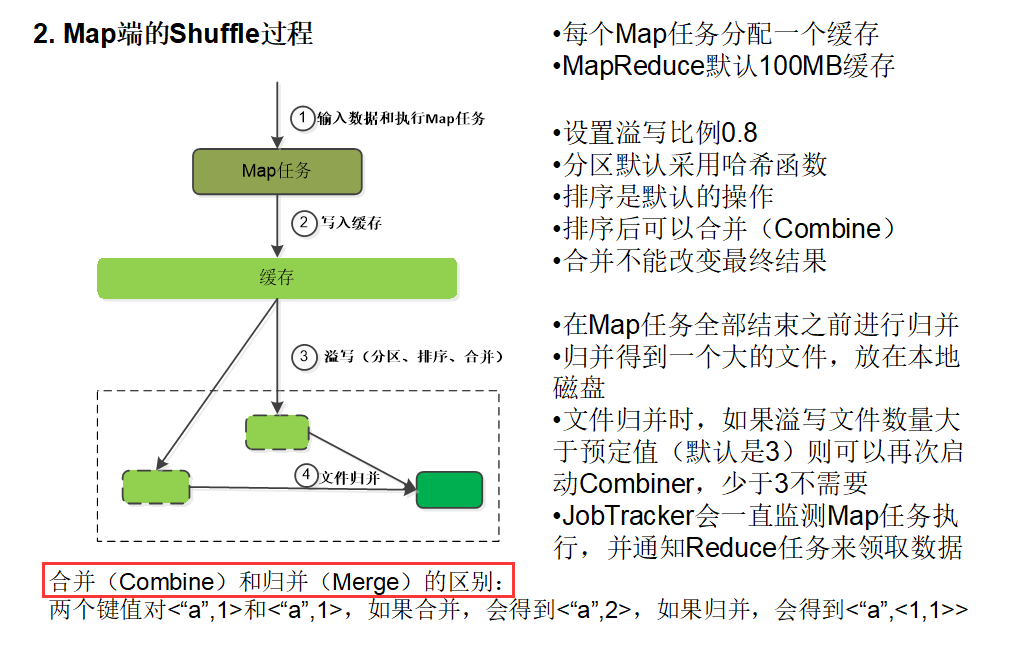 2. Map端的Shuffle过程
①输入数据和执行Map任务
Map任务
②写入缓存
缓存
③溢写（分区、排序、合并）
④文件归并
•每个Map任务分配一个缓存
•MapReduce默认100MB缓存
•设置溢写比例0.8
•分区默认采用哈希函数
•排序是默认的操作
•排序后可以合并（Combine）
•合并不能改变最终结果
•在Map任务全部结束之前进行归并
•归并得到一个大的文件，放在本地
磁盘
•文件归并时，如果溢写文件数量大
于预定值（默认是3）则可以再次启
动Combiner，少于3不需要
•JobTracker会一直监测Map任务执
行，并通知Reduce任务来领取数据
合并（Combine）和归并（Merge）的区别：
两个键值对<“a”,1>和<“a”,1>，如果合并，会得到<“a”,2>，如果归并，会得到<“a”,<1,1>>